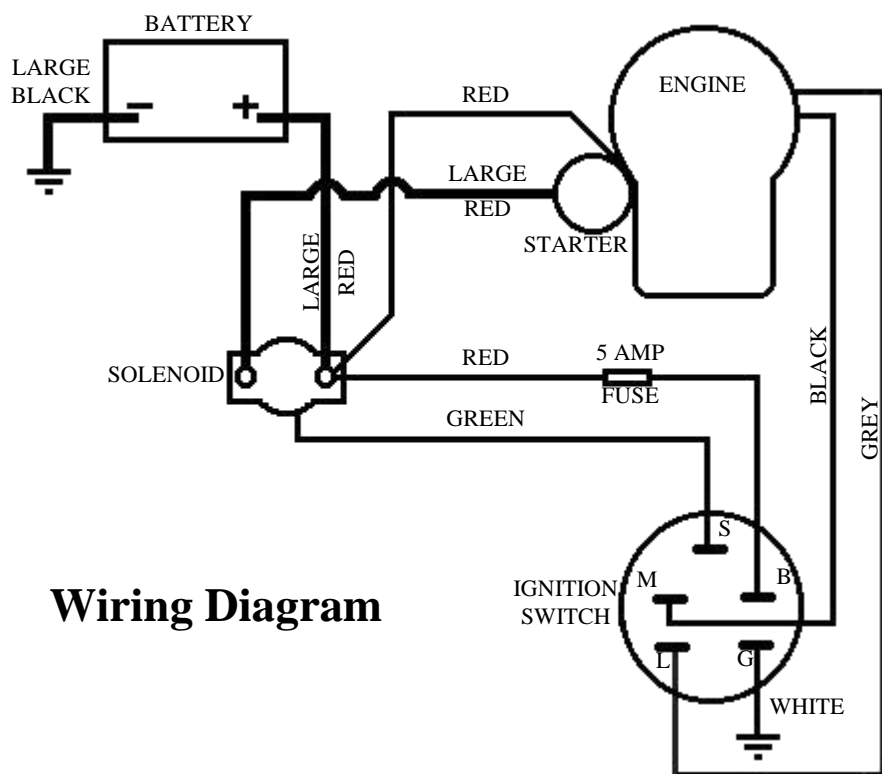 BATTERY
LARGE
BLACK
− +
ENGINE
RED
LARGE
RED
STARTER
LARGE
RED
SOLENOID
RED
5 AMP
FUSE
GREEN
BLACK
GREY
S
M
B
IGNITION
SWITCH
L
G
WHITE
Wiring Diagram